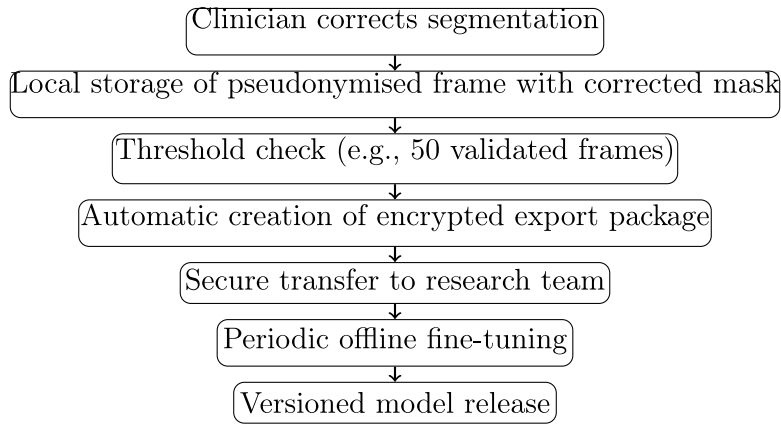 Clinician corrects segmentation
Local storage of pseudonymised frame with corrected mask
Threshold check (e.g., 50 validated frames)
Automatic creation of encrypted export package
Secure transfer to research team
Periodic offline fine-tuning
Versioned model release